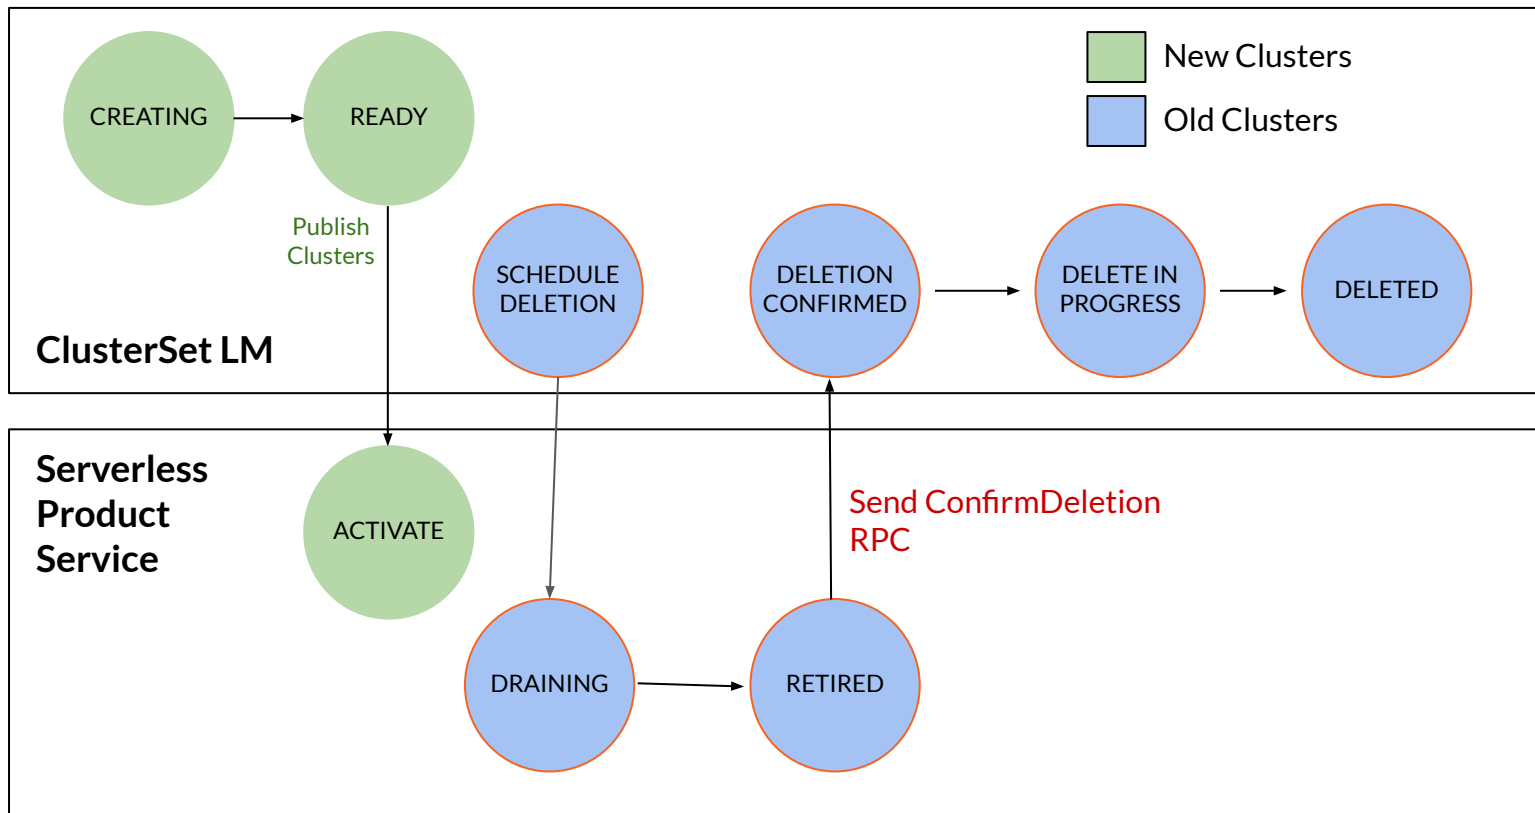 CREATING
READY
New Clusters
Old Clusters
Publish
Clusters
SCHEDULE
DELETION
DELETION
CONFIRMED
DELETE IN
PROGRESS
DELETED
ClusterSet LM
Serverless
Product
Service
ACTIVATE
Send ConfirmDeletion
RPC
DRAINING
RETIRED